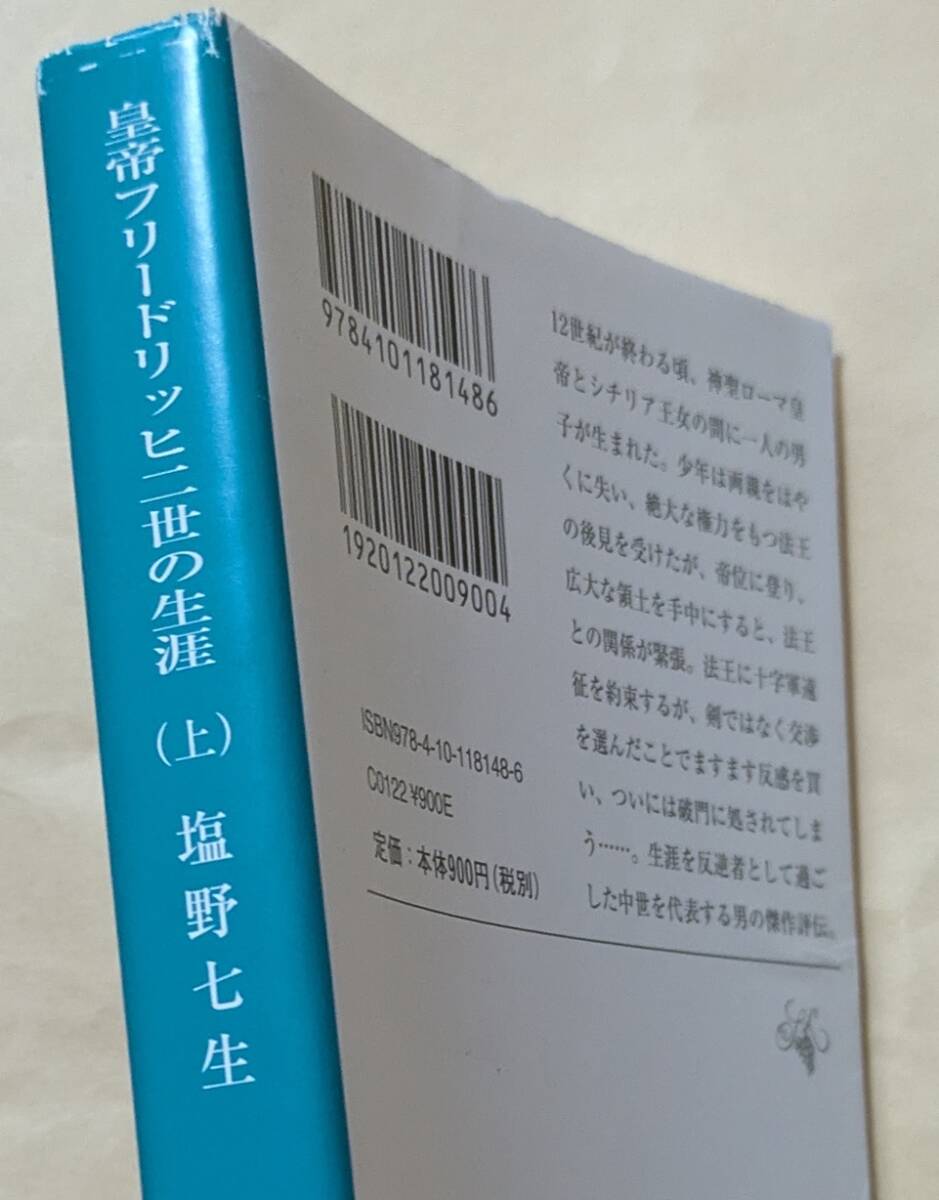 皇帝フリードリッヒ二世の生涯 (上) 塩野七生
9784101181486
1920122009004
ISBN978-4-10-118148-6
C0122 ¥900E
定価：本体900円(税別)
12世紀が終わる頃、神聖ローマ皇
帝とシチリア王女の間に一人の男
子が生まれた。少年は両親をはや
くに失い、絶大な権力をもつ法王
の後見を受けたが、帝位に登り、
広大な領土を手中にすると、法王
との関係が緊張。法王に十字軍遠
征を約束するが、剣ではなく交渉
を選んだことでますます反感を買
い、ついには破門に処されてしま
う……。生涯を反逆者として過ご
した中世を代表する男の傑作評伝。